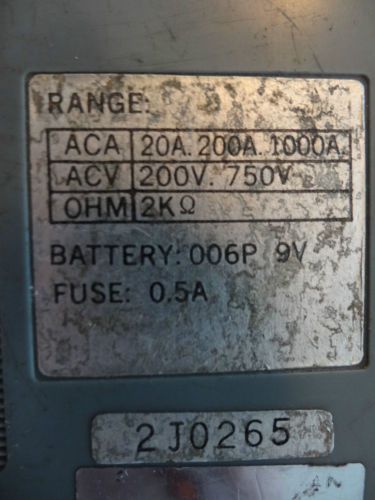 RANGE:
ACA 20A. 200A. 1000A.
ACV 200V. 750V
OHM 2KΩ
BATTERY: 006P 9V
FUSE: 0.5A
2J0265